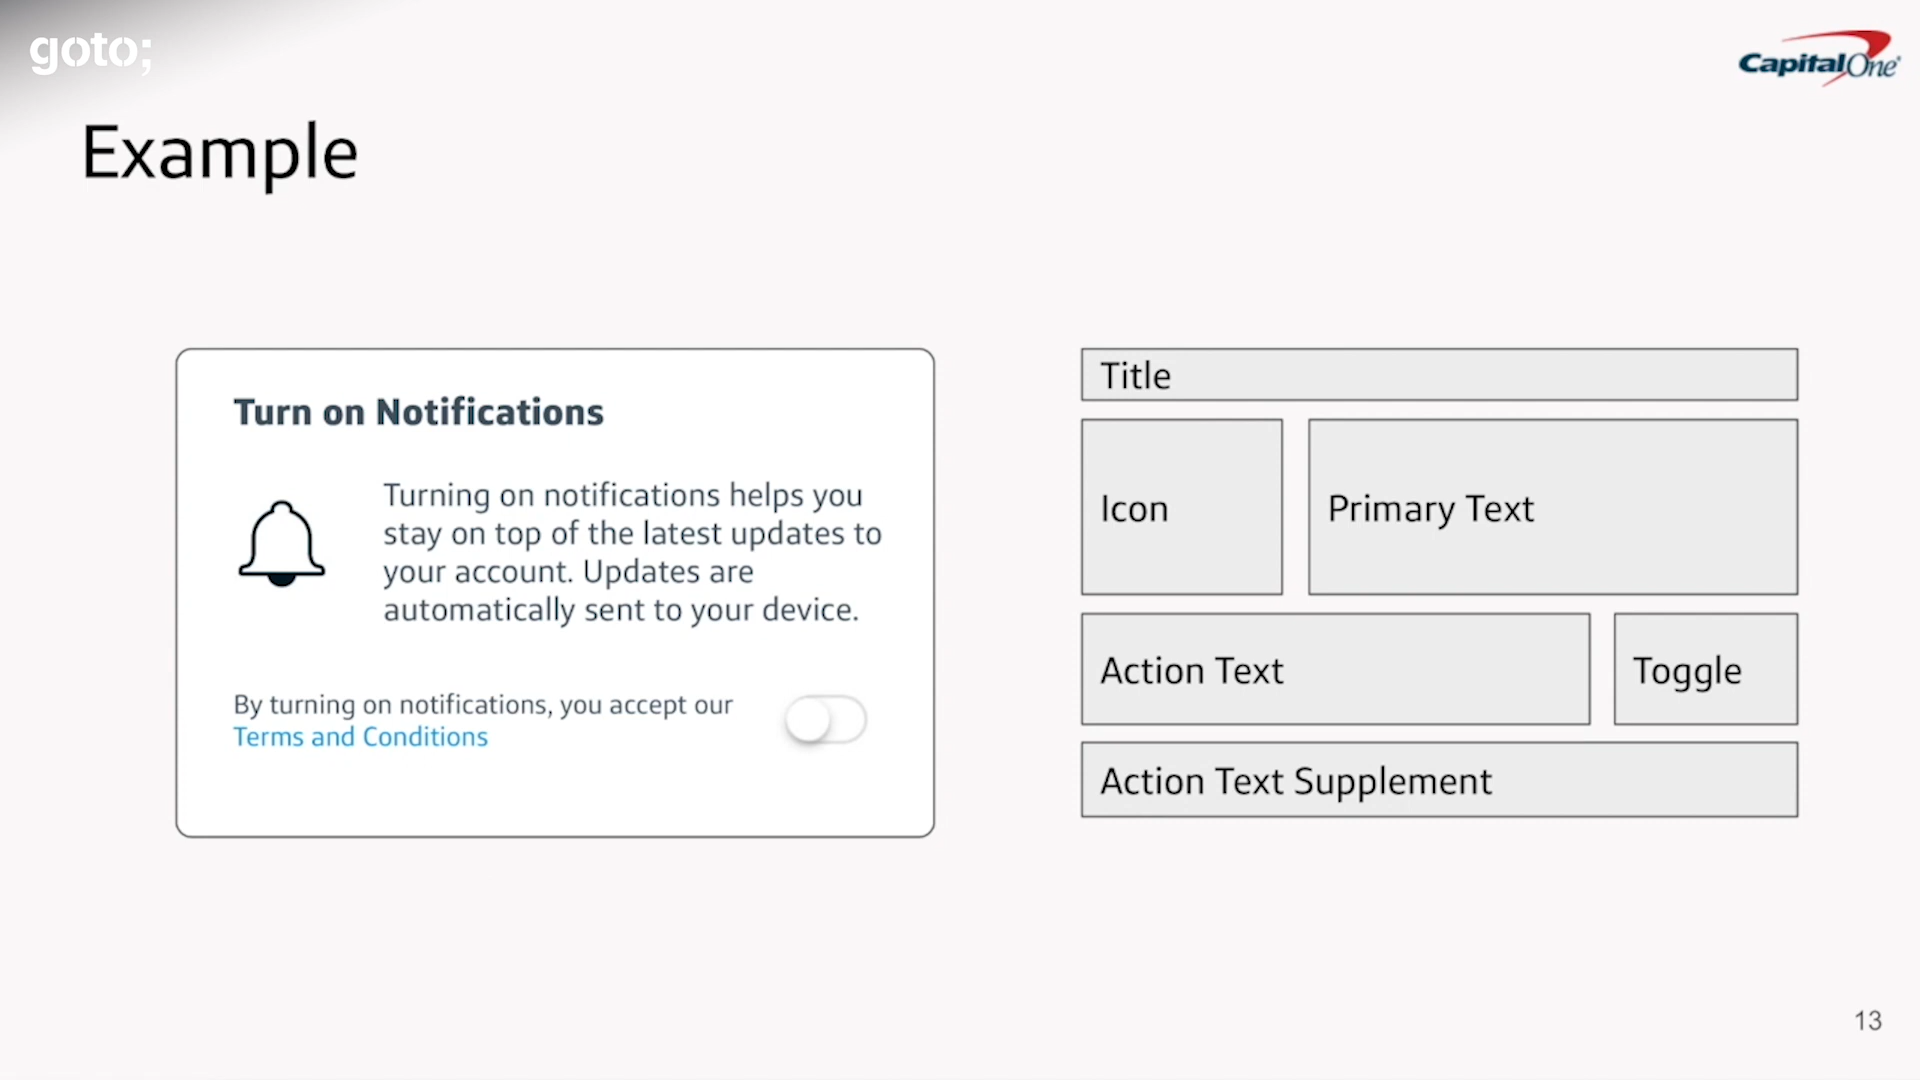 goto;
CapitalOne
Example
Turn on Notifications
Turning on notifications helps you
stay on top of the latest updates to
your account. Updates are
automatically sent to your device.
By turning on notifications, you accept our
Terms and Conditions
Title
Icon
Primary Text
Action Text
Toggle
Action Text Supplement
13